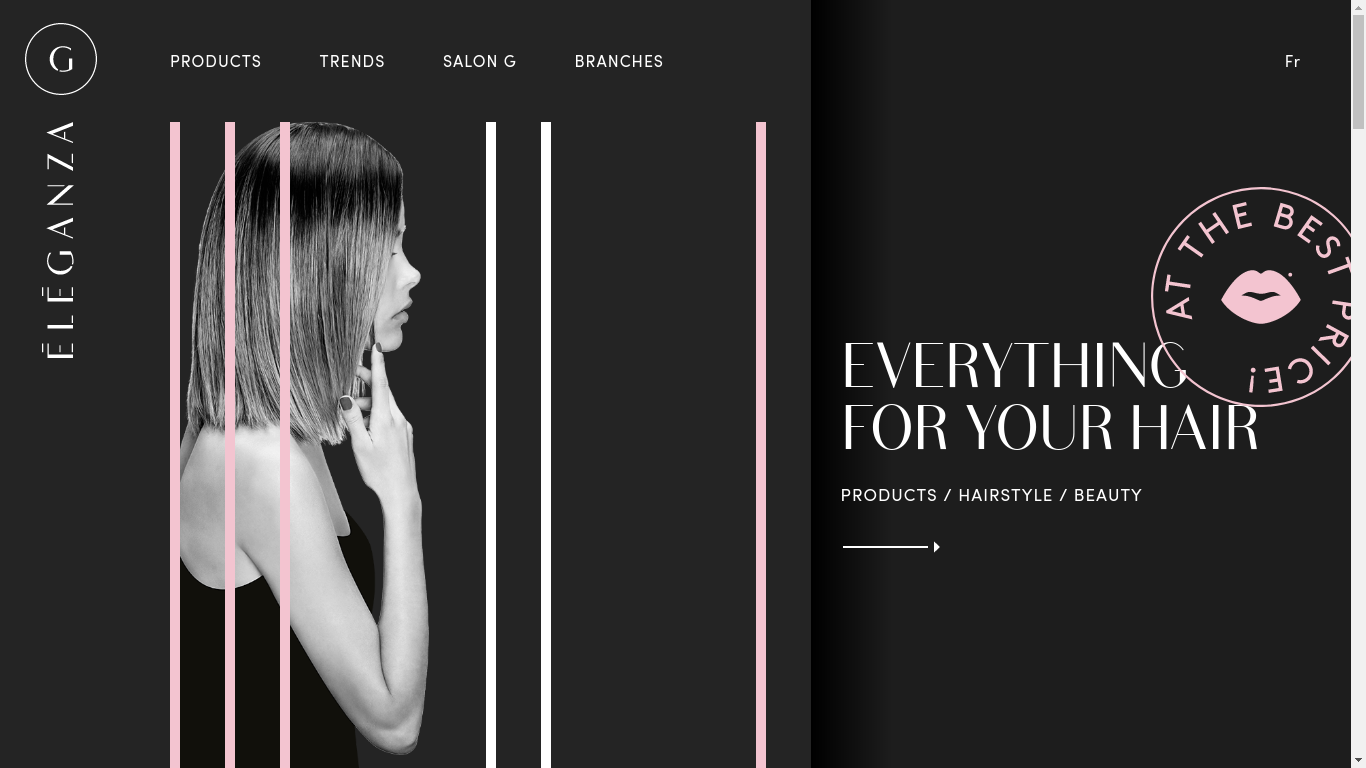 G
PRODUCTS
TRENDS
SALON G
BRANCHES
Fr
ĒLĒGANZA
AT THE BEST PRICE!
EVERYTHING
FOR YOUR HAIR
PRODUCTS / HAIRSTYLE / BEAUTY